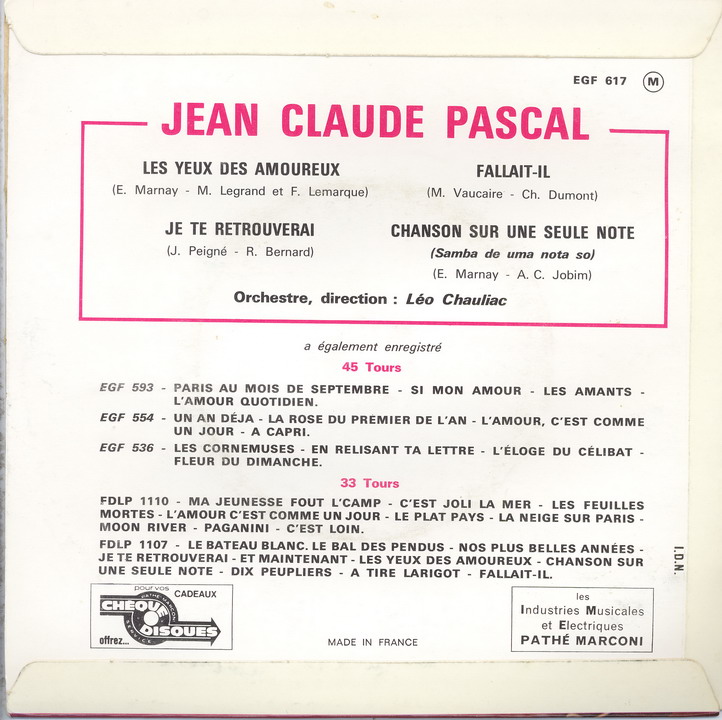 EGF 617 M
JEAN CLAUDE PASCAL
LES YEUX DES AMOUREUX
(E. Marnay - M. Legrand et F. Lemarque)
FALLAIT-IL
(M. Vaucaire - Ch. Dumont)
JE TE RETROUVERAI
(J. Peigné - R. Bernard)
CHANSON SUR UNE SEULE NOTE
(Samba de uma nota so)
(E. Marnay - A. C. Jobim)
Orchestre, direction : Léo Chauliac
a également enregistré
45 Tours
EGF 593 - PARIS AU MOIS DE SEPTEMBRE - SI MON AMOUR - LES AMANTS -
L'AMOUR QUOTIDIEN.
EGF 554 - UN AN DÉJA - LA ROSE DU PREMIER DE L'AN - L'AMOUR, C'EST COMME
UN JOUR - A CAPRI.
EGF 536 - LES CORNEMUSES - EN RELISANT TA LETTRE - L'ÉLOGE DU CÉLIBAT -
FLEUR DU DIMANCHE.
33 Tours
FDLP 1110 - MA JEUNESSE FOUT L'CAMP - C'EST JOLI LA MER - LES FEUILLES
MORTES - L'AMOUR C'EST COMME UN JOUR - LE PLAT PAYS - LA NEIGE SUR PARIS -
MOON RIVER - PAGANINI - C'EST LOIN.
FDLP 1107 - LE BATEAU BLANC. LE BAL DES PENDUS - NOS PLUS BELLES ANNÉES -
JE TE RETROUVERAI - ET MAINTENANT - LES YEUX DES AMOUREUX - CHANSON SUR
UNE SEULE NOTE - DIX PEUPLIERS - A TIRE LARIGOT - FALLAIT-IL.
I.D.N.
pour vos CADEAUX
PATHÉ-MARCONI
CHEQUE
DISQUES
SERVICE
offrez...
MADE IN FRANCE
les
Industries Musicales
et Electriques
PATHÉ MARCONI